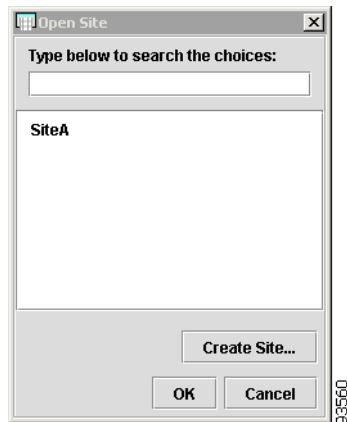 Open Site
Type below to search the choices:
SiteA
Create Site...
OK Cancel
93560